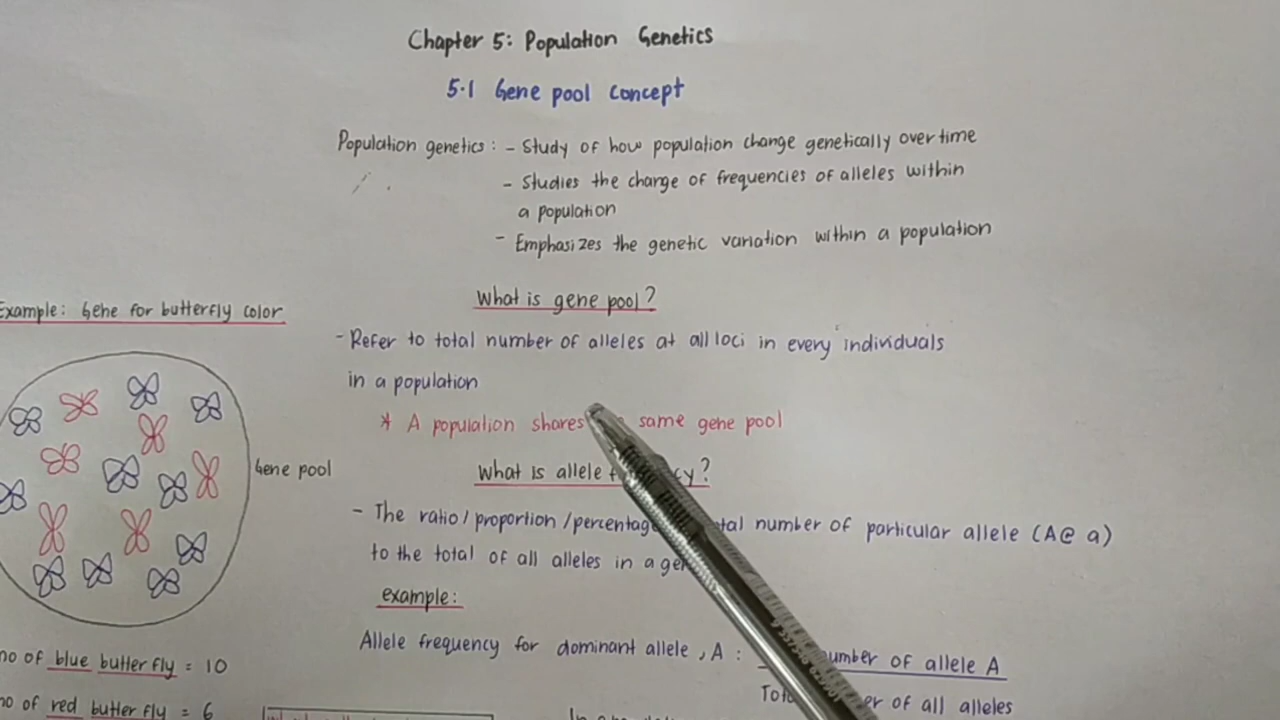 Chapter 5: Population Genetics
5.1 Gene pool concept
Population genetics: - Study of how population change genetically over time
- Studies the change of frequencies of alleles within
a population
- Emphasizes the genetic variation within a population
What is gene pool?
- Refer to total number of alleles at all loci in every individuals
in a population
* A population shares same gene pool
What is allele ?
- The ratio/proportion/percentage number of particular allele (A@ a)
to the total of all alleles in a
example:
Allele frequency for dominant allele, A :
number of allele A
of all alleles
Example: Gene for butterfly color
Gene pool
no of blue butterfly = 10
no of red butterfly = 6